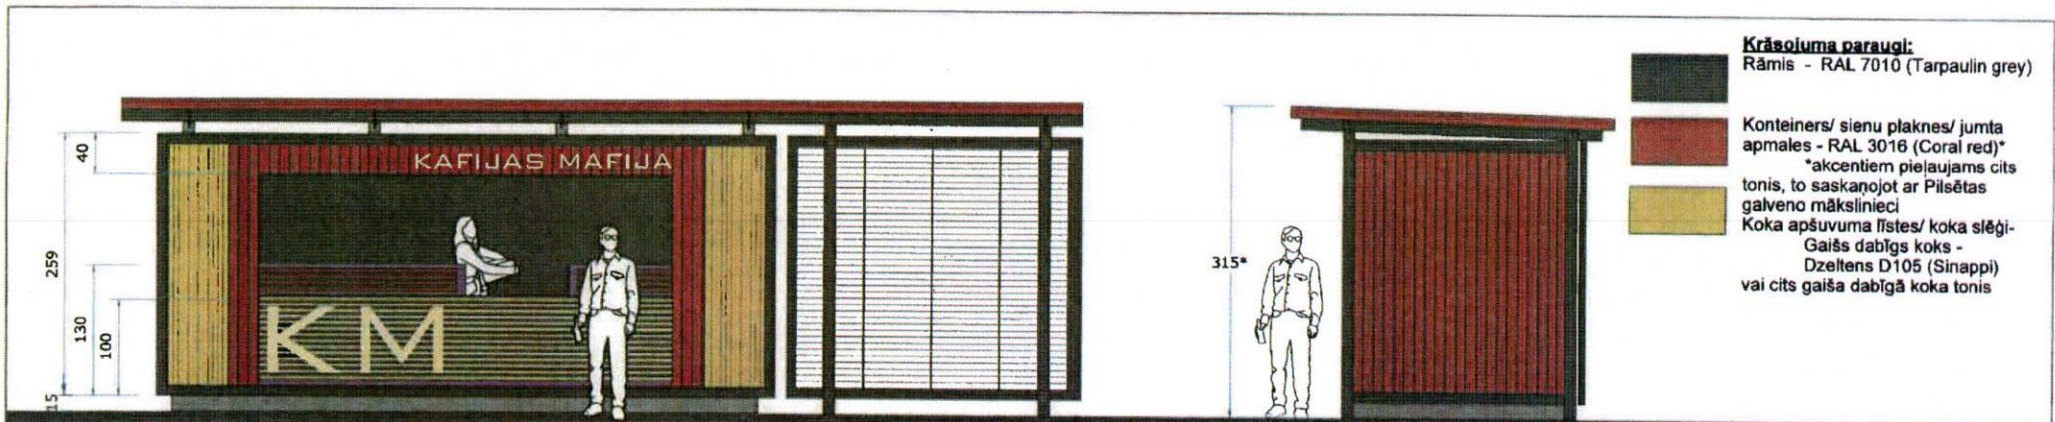 KAFIJAS MAFIJA
KM
40
259
130
100
15
315*
Krāsojuma paraugi:
Rāmis - RAL 7010 (Tarpaulin grey)
Konteiners/ sienu plaknes/ jumta
apmales - RAL 3016 (Coral red)*
*akcentiem pieļaujams cits
tonis, to saskaņojot ar Pilsētas
galveno mākslinieci
Koka apšuvuma līstes/ koka slēģi-
Gaišs dabīgs koks -
Dzeltens D105 (Sinappi)
vai cits gaiša dabīgā koka tonis